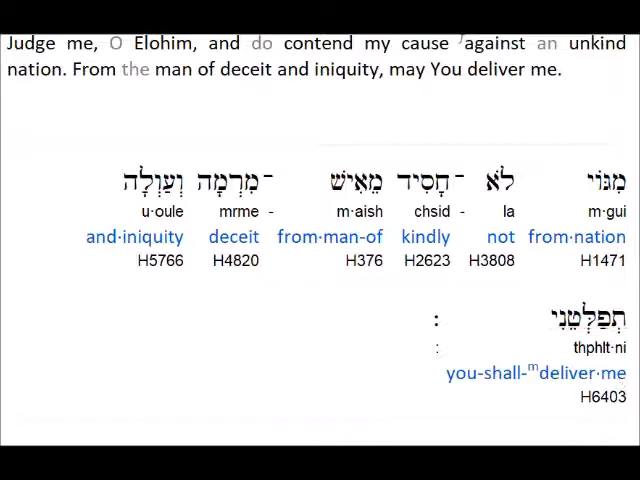 Judge me, O Elohim, and do contend my cause against an unkind
nation. From the man of deceit and iniquity, may You deliver me.
מִגּוֹי לֹא־חָסִיד מֵאִישׁ־מִרְמָה וְעַוְלָה
u·oule mrme - m·aish chsid - la m·gui
and·iniquity deceit from·man-of kindly not from·nation
H5766 H4820 H376 H2623 H3808 H1471
תְפַלְּטֵנִי :
: thphlt·ni
you-shall-ᵐdeliver·me
H6403